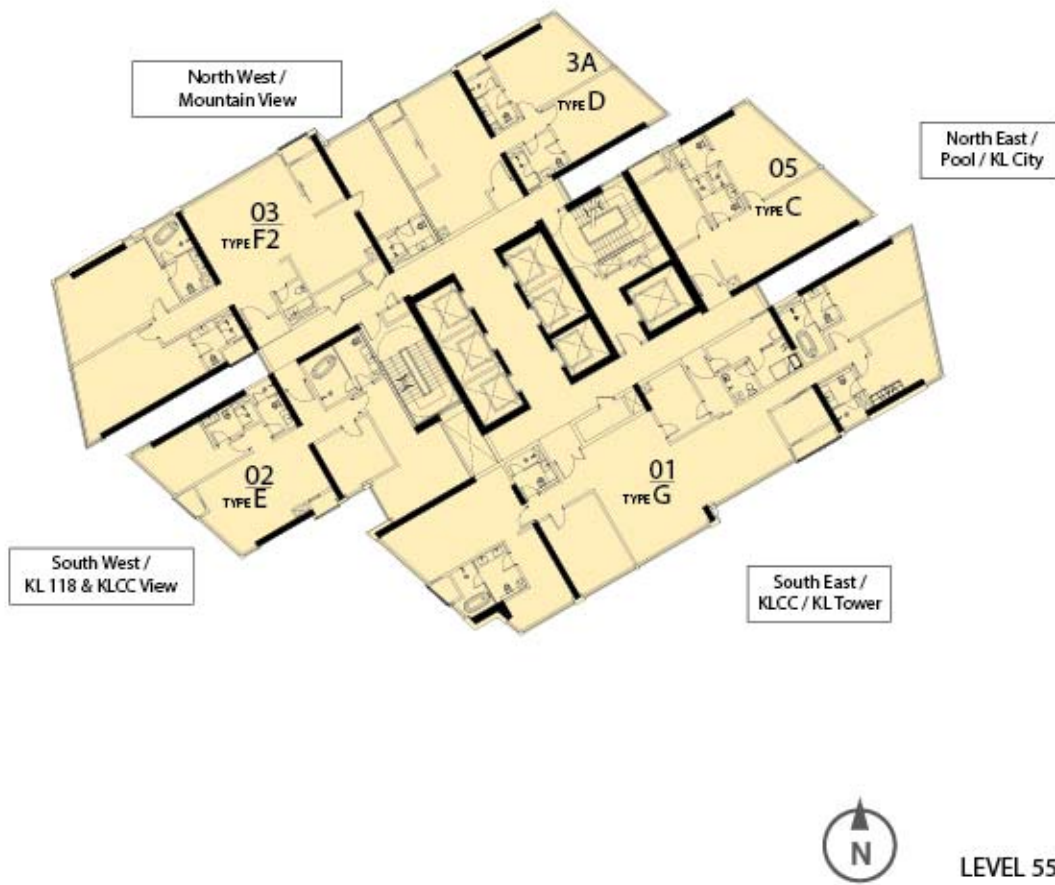 North West /
Mountain View
3A
TYPE D
North East /
Pool / KL City
05
TYPE C
03
TYPE F2
02
TYPE E
01
TYPE G
South West /
KL 118 & KLCC View
South East /
KLCC / KL Tower
N
LEVEL 55